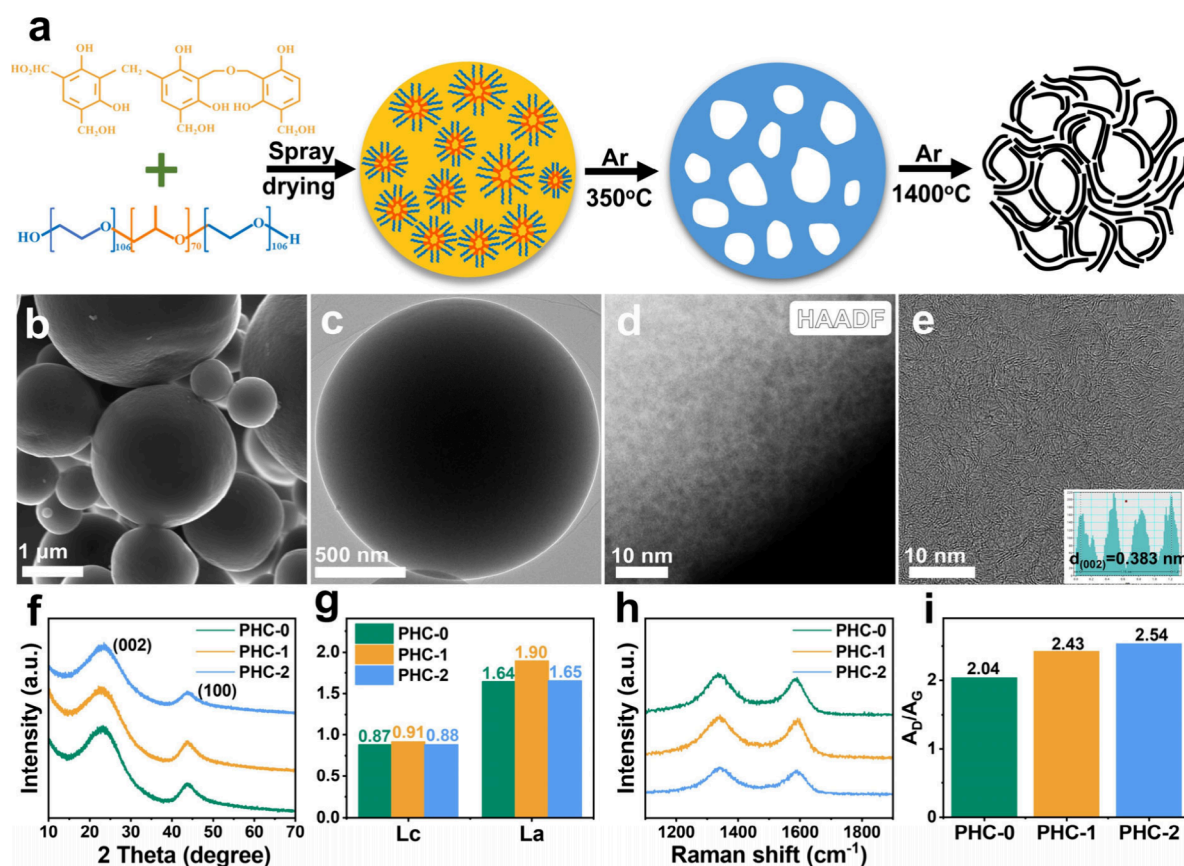 a
OH
HO₂HC
CH₂
OH
CH₂OH
OH
OH
CH₂OH
O
OH
HO
CH₂OH
+
HO
O
106
O
70
O
H
106
Spray
drying
Ar
350°C
Ar
1400°C
b
1 μm
c
500 nm
d
HAADF
10 nm
e
10 nm
d(002)=0.383 nm
f
Intensity (a.u.)
PHC-0
PHC-1
PHC-2
(002)
(100)
10 20 30 40 50 60 70
2 Theta (degree)
g
PHC-0
PHC-1
PHC-2
2.0
1.5
1.0
0.5
0.0
0.87 0.91 0.88
1.64 1.90 1.65
Lc La
h
Intensity (a.u.)
PHC-0
PHC-1
PHC-2
1200 1400 1600 1800
Raman shift (cm⁻¹)
i
A_D/A_G
2
1
0
2.04 2.43 2.54
PHC-0 PHC-1 PHC-2